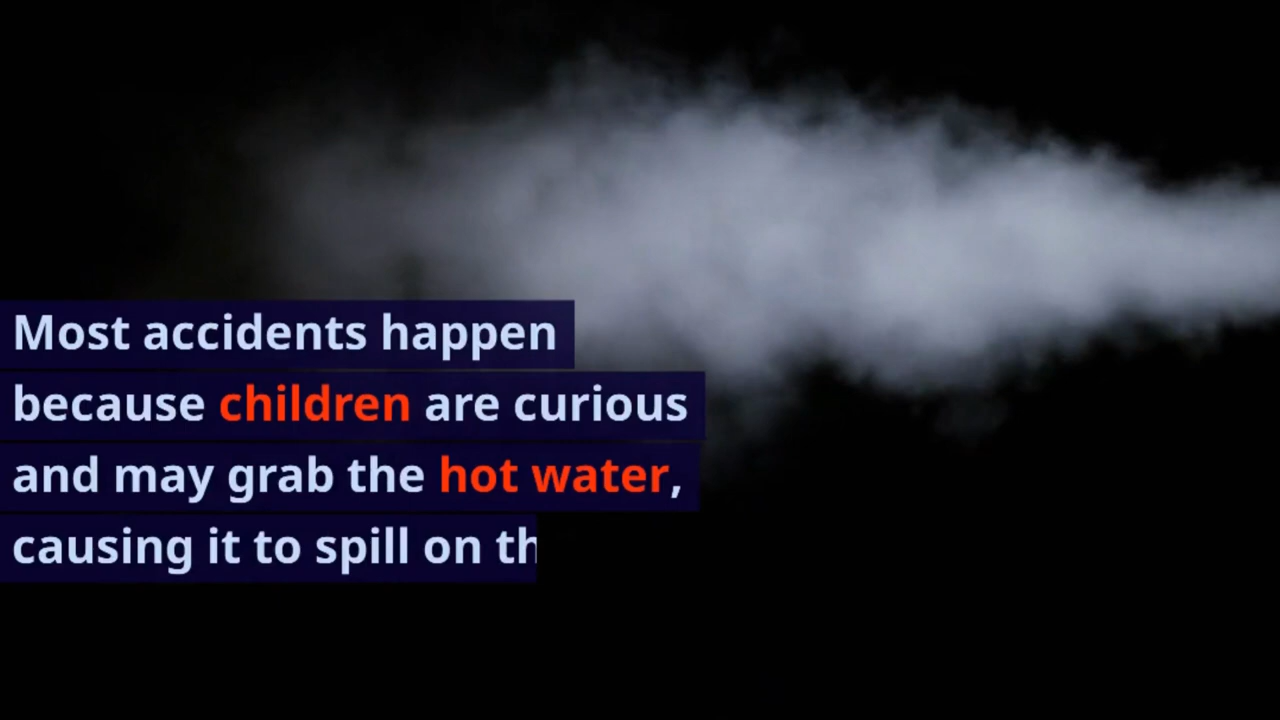 Most accidents happen
because children are curious
and may grab the hot water,
causing it to spill on th